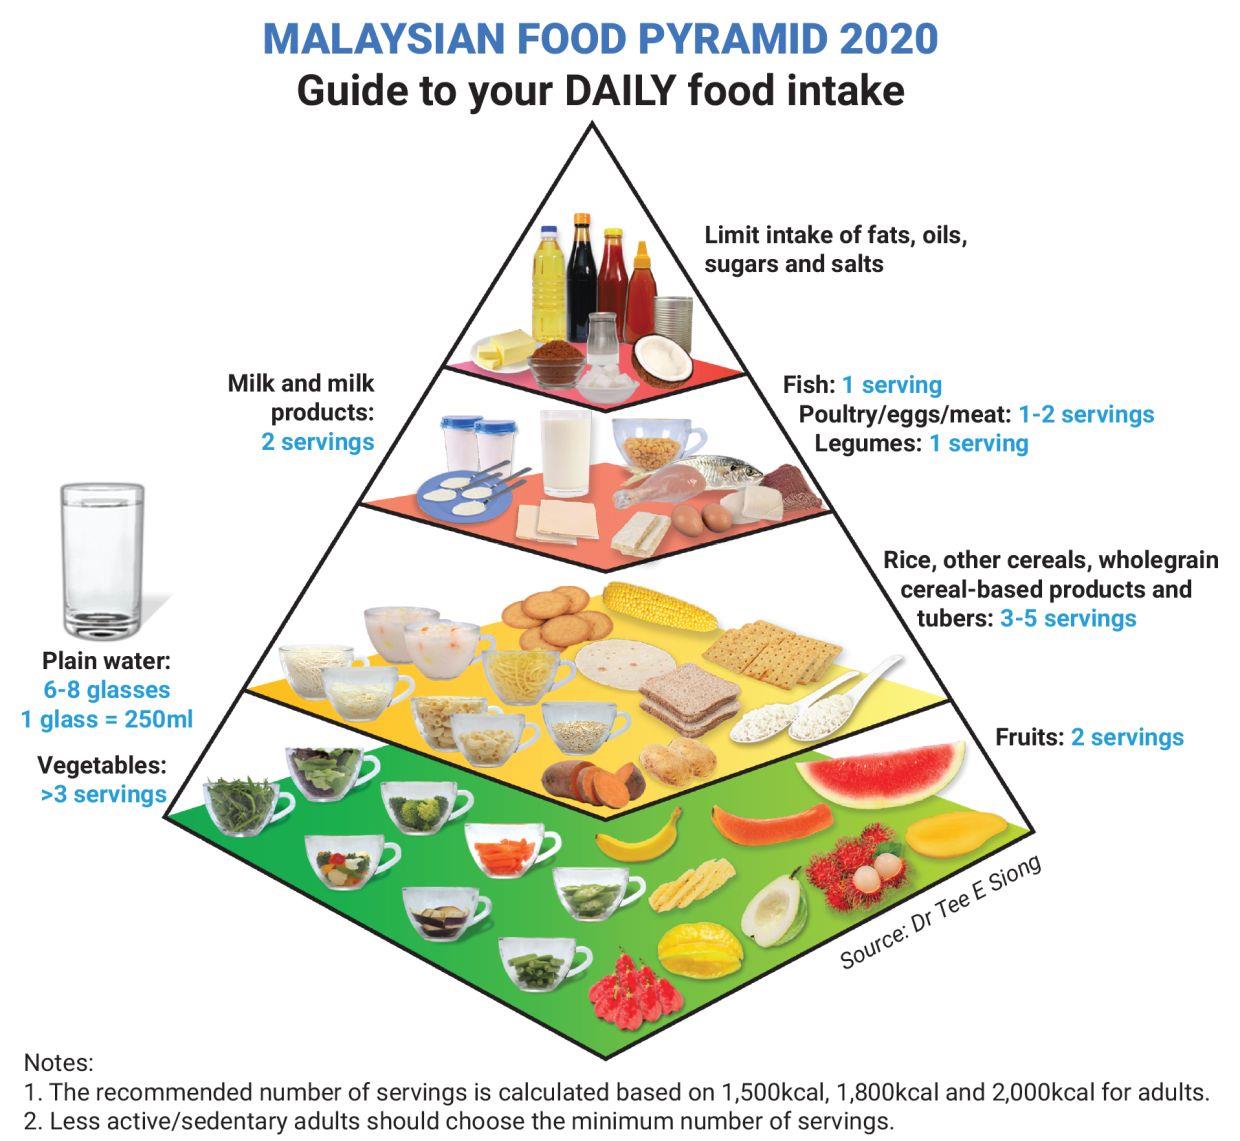 MALAYSIAN FOOD PYRAMID 2020
Guide to your DAILY food intake
Limit intake of fats, oils,
sugars and salts
Milk and milk
products:
2 servings
Fish: 1 serving
Poultry/eggs/meat: 1-2 servings
Legumes: 1 serving
Rice, other cereals, wholegrain
cereal-based products and
tubers: 3-5 servings
Plain water:
6-8 glasses
1 glass = 250ml
Vegetables:
>3 servings
Fruits: 2 servings
Source: Dr Tee E Siong
Notes:
1. The recommended number of servings is calculated based on 1,500kcal, 1,800kcal and 2,000kcal for adults.
2. Less active/sedentary adults should choose the minimum number of servings.